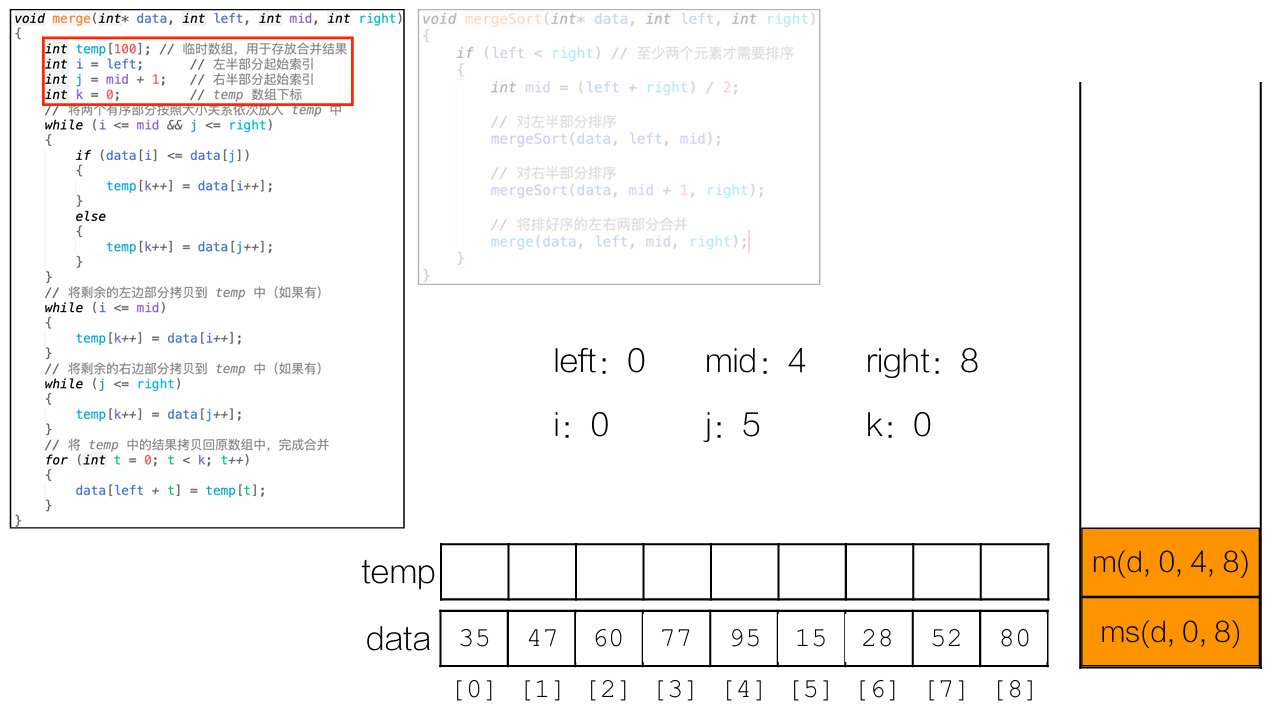 void merge(int* data, int left, int mid, int right)
{
    int temp[100]; // 临时数组，用于存放合并结果
    int i = left;      // 左半部分起始索引
    int j = mid + 1;   // 右半部分起始索引
    int k = 0;         // temp 数组下标
    // 将两个有序部分按照大小关系依次放入 temp 中
    while (i <= mid && j <= right)
    {
        if (data[i] <= data[j])
        {
            temp[k++] = data[i++];
        }
        else
        {
            temp[k++] = data[j++];
        }
    }
    // 将剩余的左边部分拷贝到 temp 中（如果有）
    while (i <= mid)
    {
        temp[k++] = data[i++];
    }
    // 将剩余的右边部分拷贝到 temp 中（如果有）
    while (j <= right)
    {
        temp[k++] = data[j++];
    }
    // 将 temp 中的结果拷贝回原数组中，完成合并
    for (int t = 0; t < k; t++)
    {
        data[left + t] = temp[t];
    }
}
void mergeSort(int* data, int left, int right)
{
    if (left < right) // 至少两个元素才需要排序
    {
        int mid = (left + right) / 2;
        // 对左半部分排序
        mergeSort(data, left, mid);
        // 对右半部分排序
        mergeSort(data, mid + 1, right);
        // 将排好序的左右两部分合并
        merge(data, left, mid, right);
    }
}
left： 0 mid： 4 right： 8
i： 0 j： 5 k： 0
temp
data 35 47 60 77 95 15 28 52 80
[0] [1] [2] [3] [4] [5] [6] [7] [8]
m(d, 0, 4, 8)
ms(d, 0, 8)